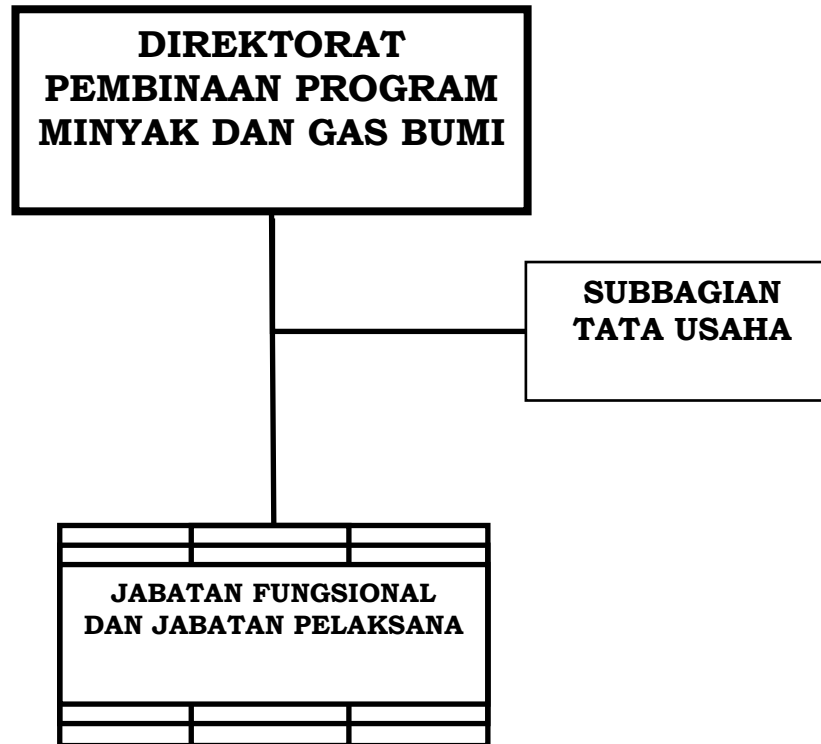 DIREKTORAT
PEMBINAAN PROGRAM
MINYAK DAN GAS BUMI
SUBBAGIAN
TATA USAHA
JABATAN FUNGSIONAL
DAN JABATAN PELAKSANA